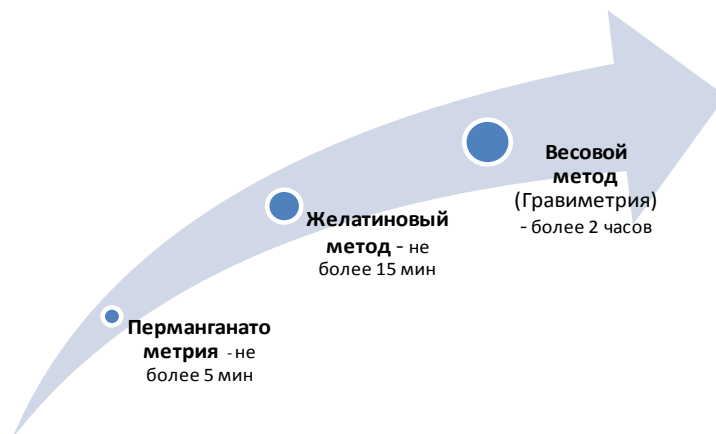 Весовой
метод
(Гравиметрия)
- более 2 часов
Желатиновый
метод - не
более 15 мин
Перманганато
метрия - не
более 5 мин